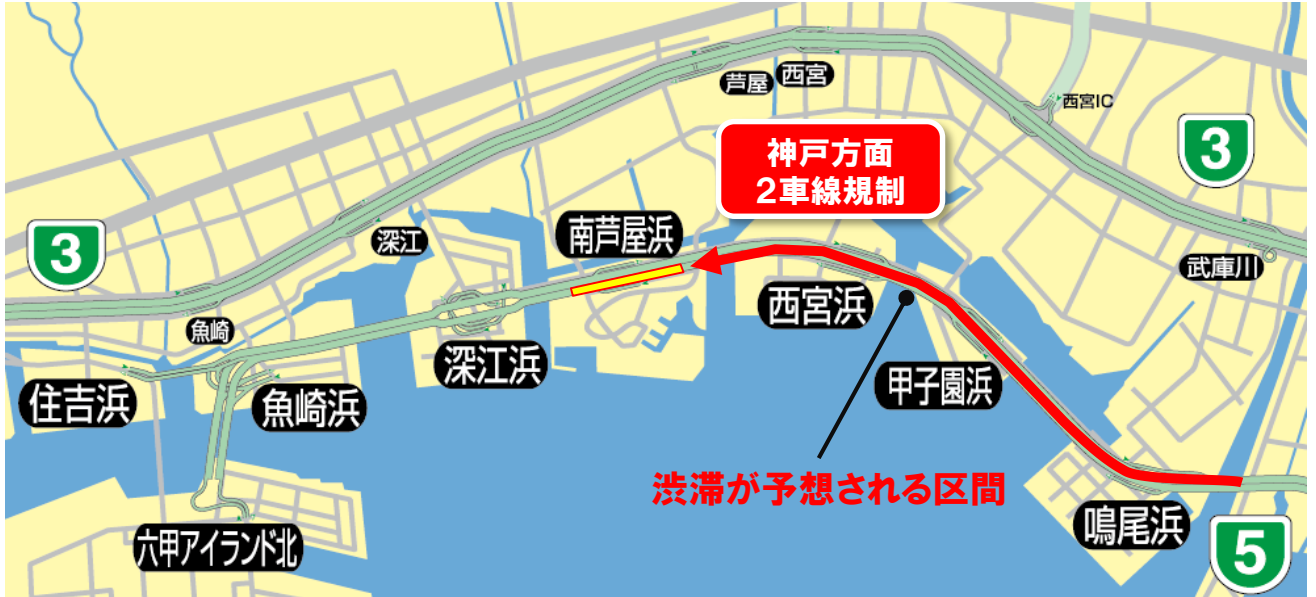 芦屋
西宮
西宮IC
3
神戸方面
2車線規制
3
深江
南芦屋浜
武庫川
魚崎
西宮浜
深江浜
甲子園浜
住吉浜
魚崎浜
渋滞が予想される区間
鳴尾浜
六甲アイランド北
5